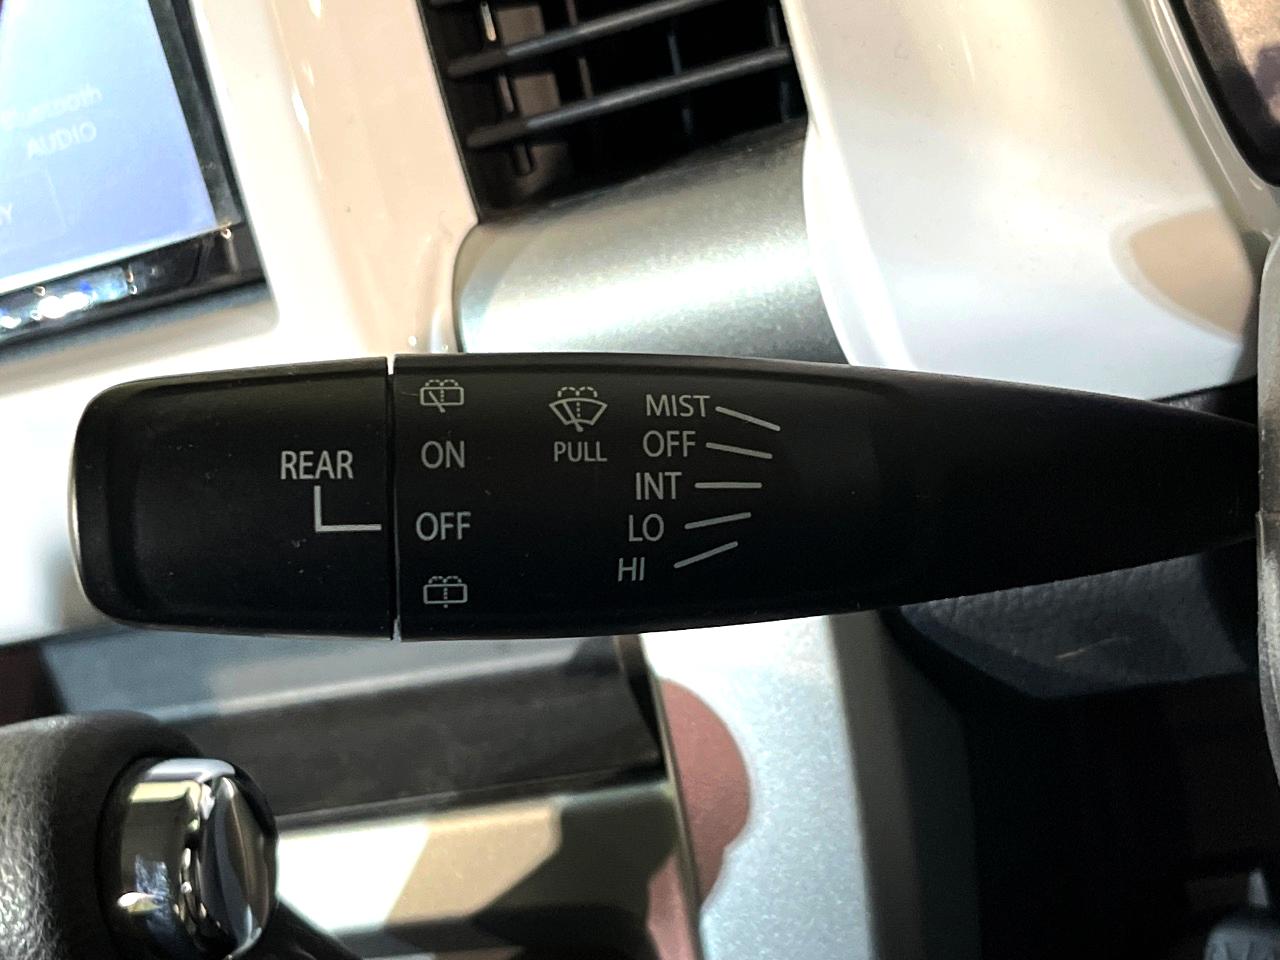 Bluetooth
AUDIO
REAR
ON
OFF
PULL
MIST
OFF
INT
LO
HI